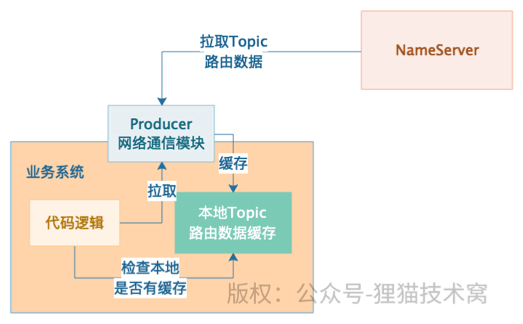 拉取Topic
路由数据
NameServer
Producer
网络通信模块
业务系统
缓存
拉取
代码逻辑
本地Topic
路由数据缓存
检查本地
是否有缓存
版权：公众号-狸猫技术窝